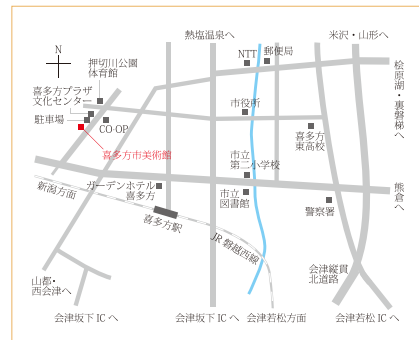 熱塩温泉へ
米沢・山形へ
N
押切川公園
体育館
NTT
郵便局
桧原湖・裏磐梯へ
喜多方プラザ
文化センター
市役所
駐車場
CO-OP
喜多方
東高校
喜多方市美術館
市立
第二小学校
新潟方面
ガーデンホテル
喜多方
市立
図書館
熊倉へ
警察署
喜多方駅
JR磐越西線
山都・
西会津へ
会津縦貫
北道路
会津坂下 IC へ
会津坂下 IC へ
会津若松方面
会津若松 IC へ